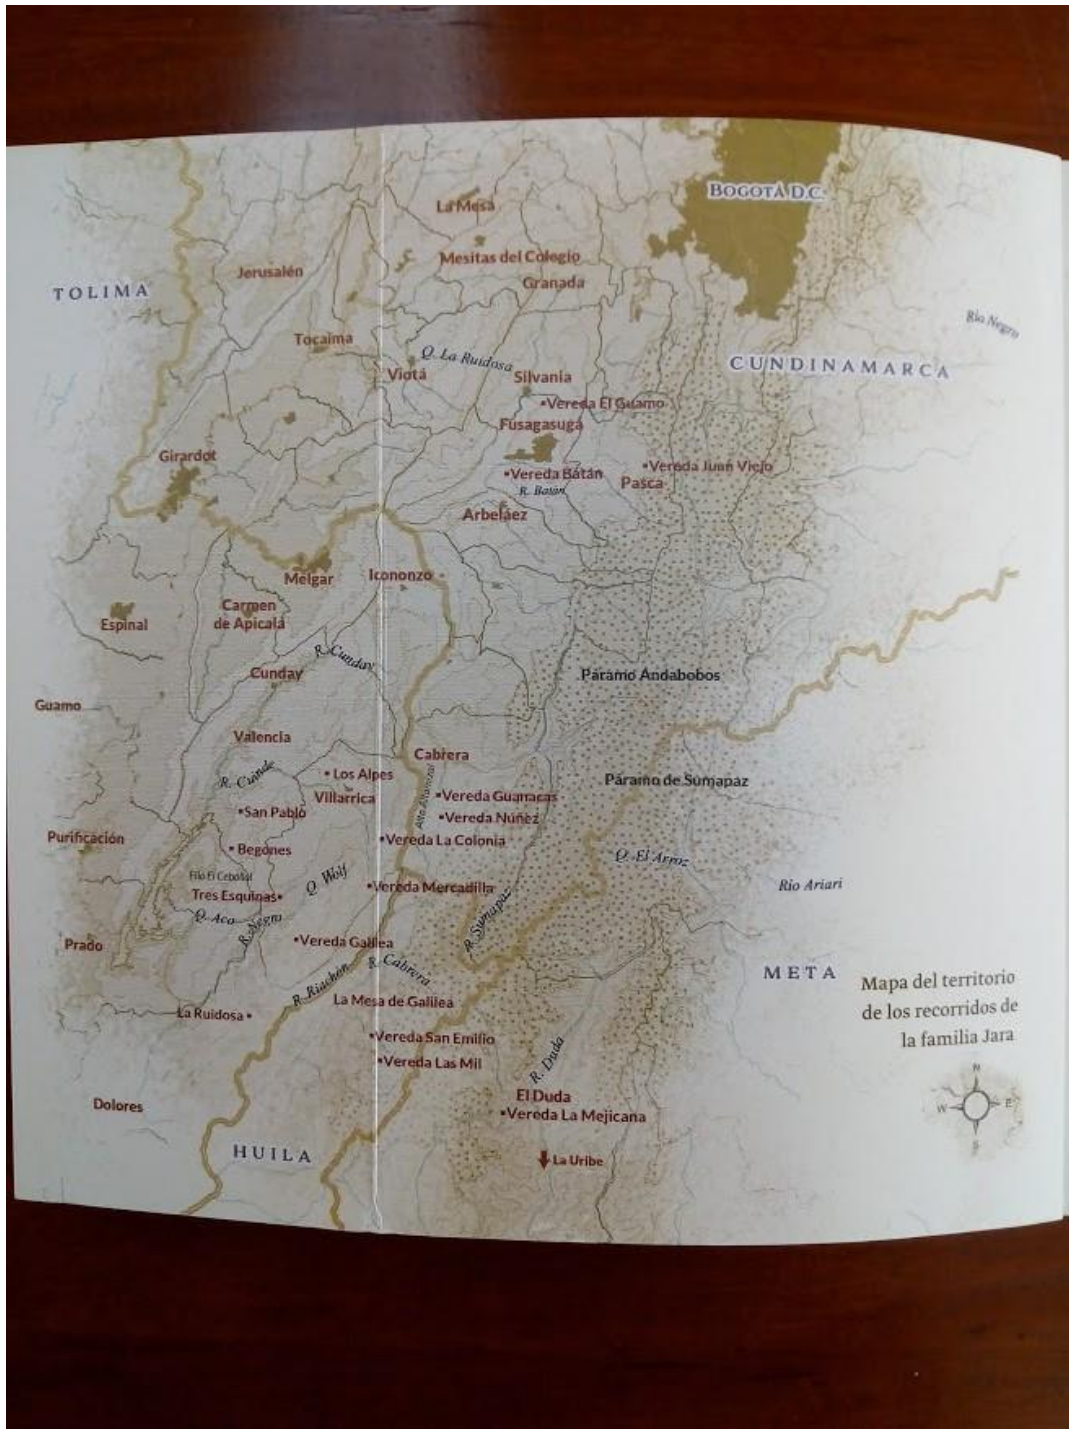 BOGOTÁ D.C.
La Mesa
Mesitas del Colegio
Jerusalén
Granada
TOLIMA
Río Negro
Tocaima
Q. La Ruidosa
CUNDINAMARCA
Viotá
Silvania
•Vereda El Guamo
Fusagasugá
Girardot
•Vereda Batán
•Vereda Juan Viejo
Pasca
R. Batán
Arbeláez
Melgar
Icononzo
Carmen
de Apicalá
Espinal
R. Cunday
Cunday
Páramo Andabobos
Guamo
Valencia
Cabrera
R. Cuinde
• Los Alpes
Páramo de Sumapaz
Villarrica
Alto Altamizal
•Vereda Guanacas
•San Pablo
•Vereda Núñez
Purificación
•Vereda La Colonia
• Begones
Q. El Arroz
Filo El Cebollal
Q. Wolf
•Vereda Mercadilla
Río Ariari
Tres Esquinas•
Q. Aco
R. Negro
R. Sumapaz
Prado
•Vereda Galilea
R. Cabrera
META
R. Riachón
La Mesa de Galilea
Mapa del territorio
de los recorridos de
la familia Jara
La Ruidosa •
•Vereda San Emilio
•Vereda Las Mil
R. Duda
N
W
E
S
Dolores
El Duda
•Vereda La Mejicana
HUILA
La Uribe